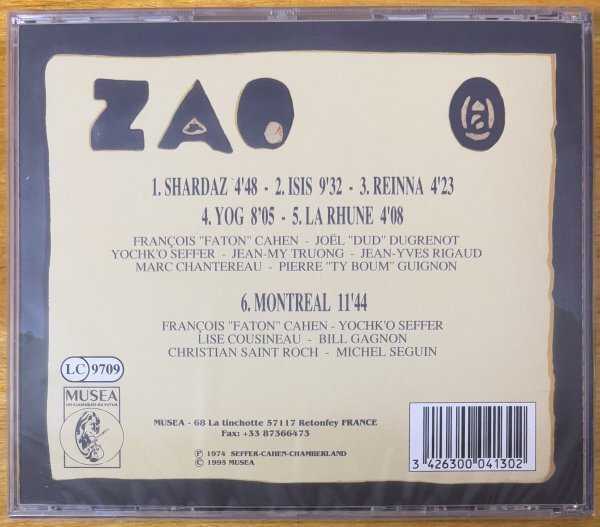 ZAO
1. SHARDAZ 4'48 - 2. ISIS 9'32 - 3. REINNA 4'23
4. YOG 8'05 - 5. LA RHUNE 4'08
FRANÇOIS "FATON" CAHEN - JOËL "DUD" DUGRENOT
YOCHK'O SEFFER - JEAN-MY TRUONG - JEAN-YVES RIGAUD
MARC CHANTEREAU - PIERRE "TY BOUM" GUIGNON
6. MONTREAL 11'44
FRANÇOIS "FATON" CAHEN - YOCHK'O SEFFER
LISE COUSINEAU - BILL GAGNON
CHRISTIAN SAINT ROCH - MICHEL SEGUIN
LC 9709
MUSEA
LES CLASSIQUES DU FUTUR
MUSEA - 68 La tinchotte 57117 Retonfey FRANCE
Fax: +33 87366473
Ⓟ 1974 SEFFER-CAHEN-CHAMBERLAND
© 1995 MUSEA
3 426300 041302